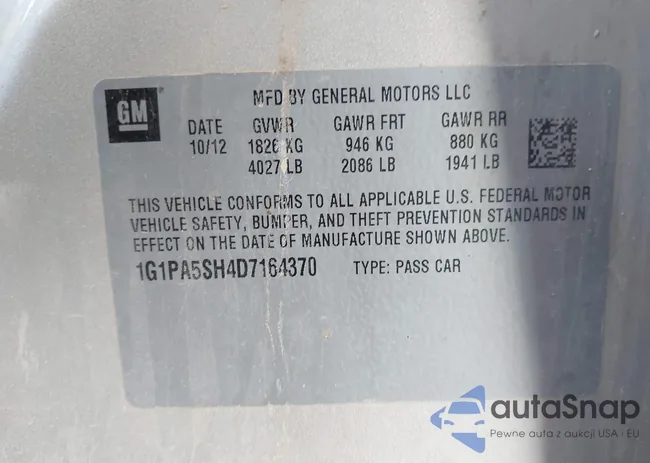 GM
MFD BY GENERAL MOTORS LLC
DATE GVWR GAWR FRT GAWR RR
10/12 1826 KG 946 KG 880 KG
4027 LB 2086 LB 1941 LB
THIS VEHICLE CONFORMS TO ALL APPLICABLE U.S. FEDERAL MOTOR
VEHICLE SAFETY, BUMPER, AND THEFT PREVENTION STANDARDS IN
EFFECT ON THE DATE OF MANUFACTURE SHOWN ABOVE.
1G1PA5SH4D7164370 TYPE: PASS CAR
autaSnap
Pewne auta z aukcji USA i EU